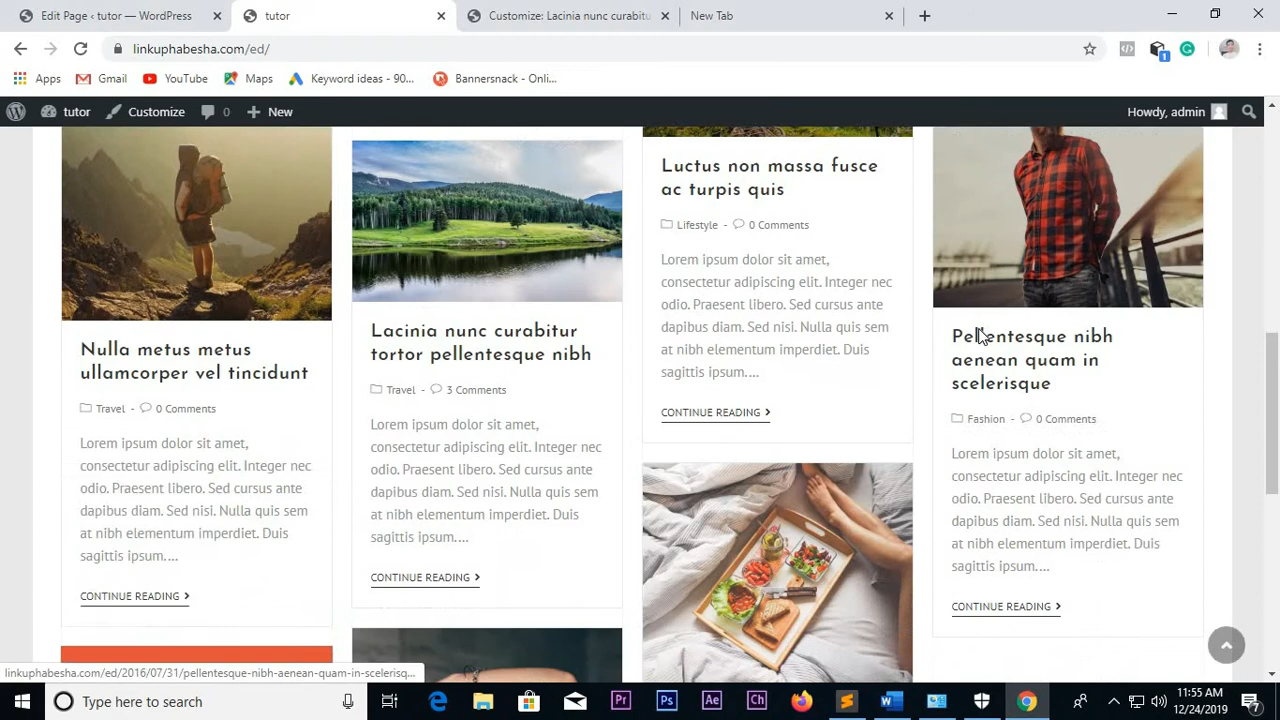 Edit Page ‹ tutor — WordPress
tutor
Customize: Lacinia nunc curabitu
New Tab
linkuphabesha.com/ed/
Apps
Gmail
YouTube
Maps
Keyword ideas - 90...
Bannersnack - Onli...
tutor
Customize
0
New
Howdy, admin
Nulla metus metus
ullamcorper vel tincidunt
Travel - 0 Comments
Lorem ipsum dolor sit amet,
consectetur adipiscing elit. Integer nec
odio. Praesent libero. Sed cursus ante
dapibus diam. Sed nisi. Nulla quis sem
at nibh elementum imperdiet. Duis
sagittis ipsum....
CONTINUE READING
Lacinia nunc curabitur
tortor pellentesque nibh
Travel - 3 Comments
Lorem ipsum dolor sit amet,
consectetur adipiscing elit. Integer nec
odio. Praesent libero. Sed cursus ante
dapibus diam. Sed nisi. Nulla quis sem
at nibh elementum imperdiet. Duis
sagittis ipsum....
CONTINUE READING
Luctus non massa fusce
ac turpis quis
Lifestyle - 0 Comments
Lorem ipsum dolor sit amet,
consectetur adipiscing elit. Integer nec
odio. Praesent libero. Sed cursus ante
dapibus diam. Sed nisi. Nulla quis sem
at nibh elementum imperdiet. Duis
sagittis ipsum....
CONTINUE READING
Pellentesque nibh
aenean quam in
scelerisque
Fashion - 0 Comments
Lorem ipsum dolor sit amet,
consectetur adipiscing elit. Integer nec
odio. Praesent libero. Sed cursus ante
dapibus diam. Sed nisi. Nulla quis sem
at nibh elementum imperdiet. Duis
sagittis ipsum....
CONTINUE READING
linkuphabesha.com/ed/2016/07/31/pellentesque-nibh-aenean-quam-in-scelerisq...
Type here to search
Pr
Ps
Ae
Ch
11:55 AM
12/24/2019
7
1